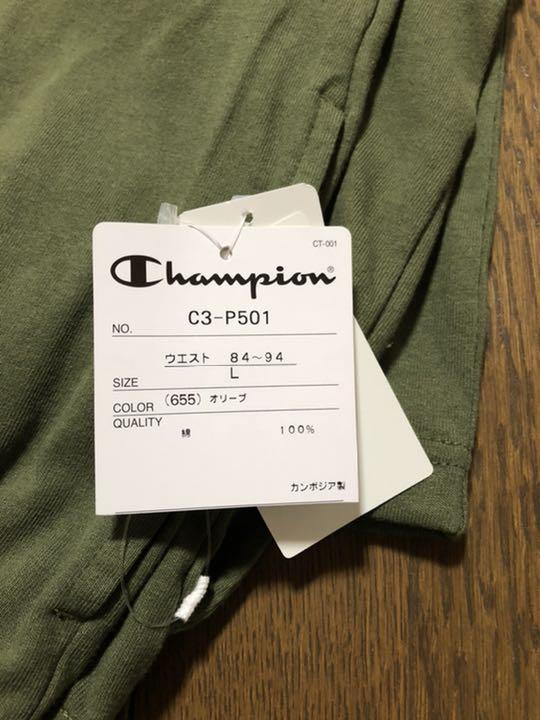 CT-001
Champion®
NO. C3-P501
ウエスト 84~94
SIZE L
COLOR (655) オリーブ
QUALITY
綿 100%
カンボジア製